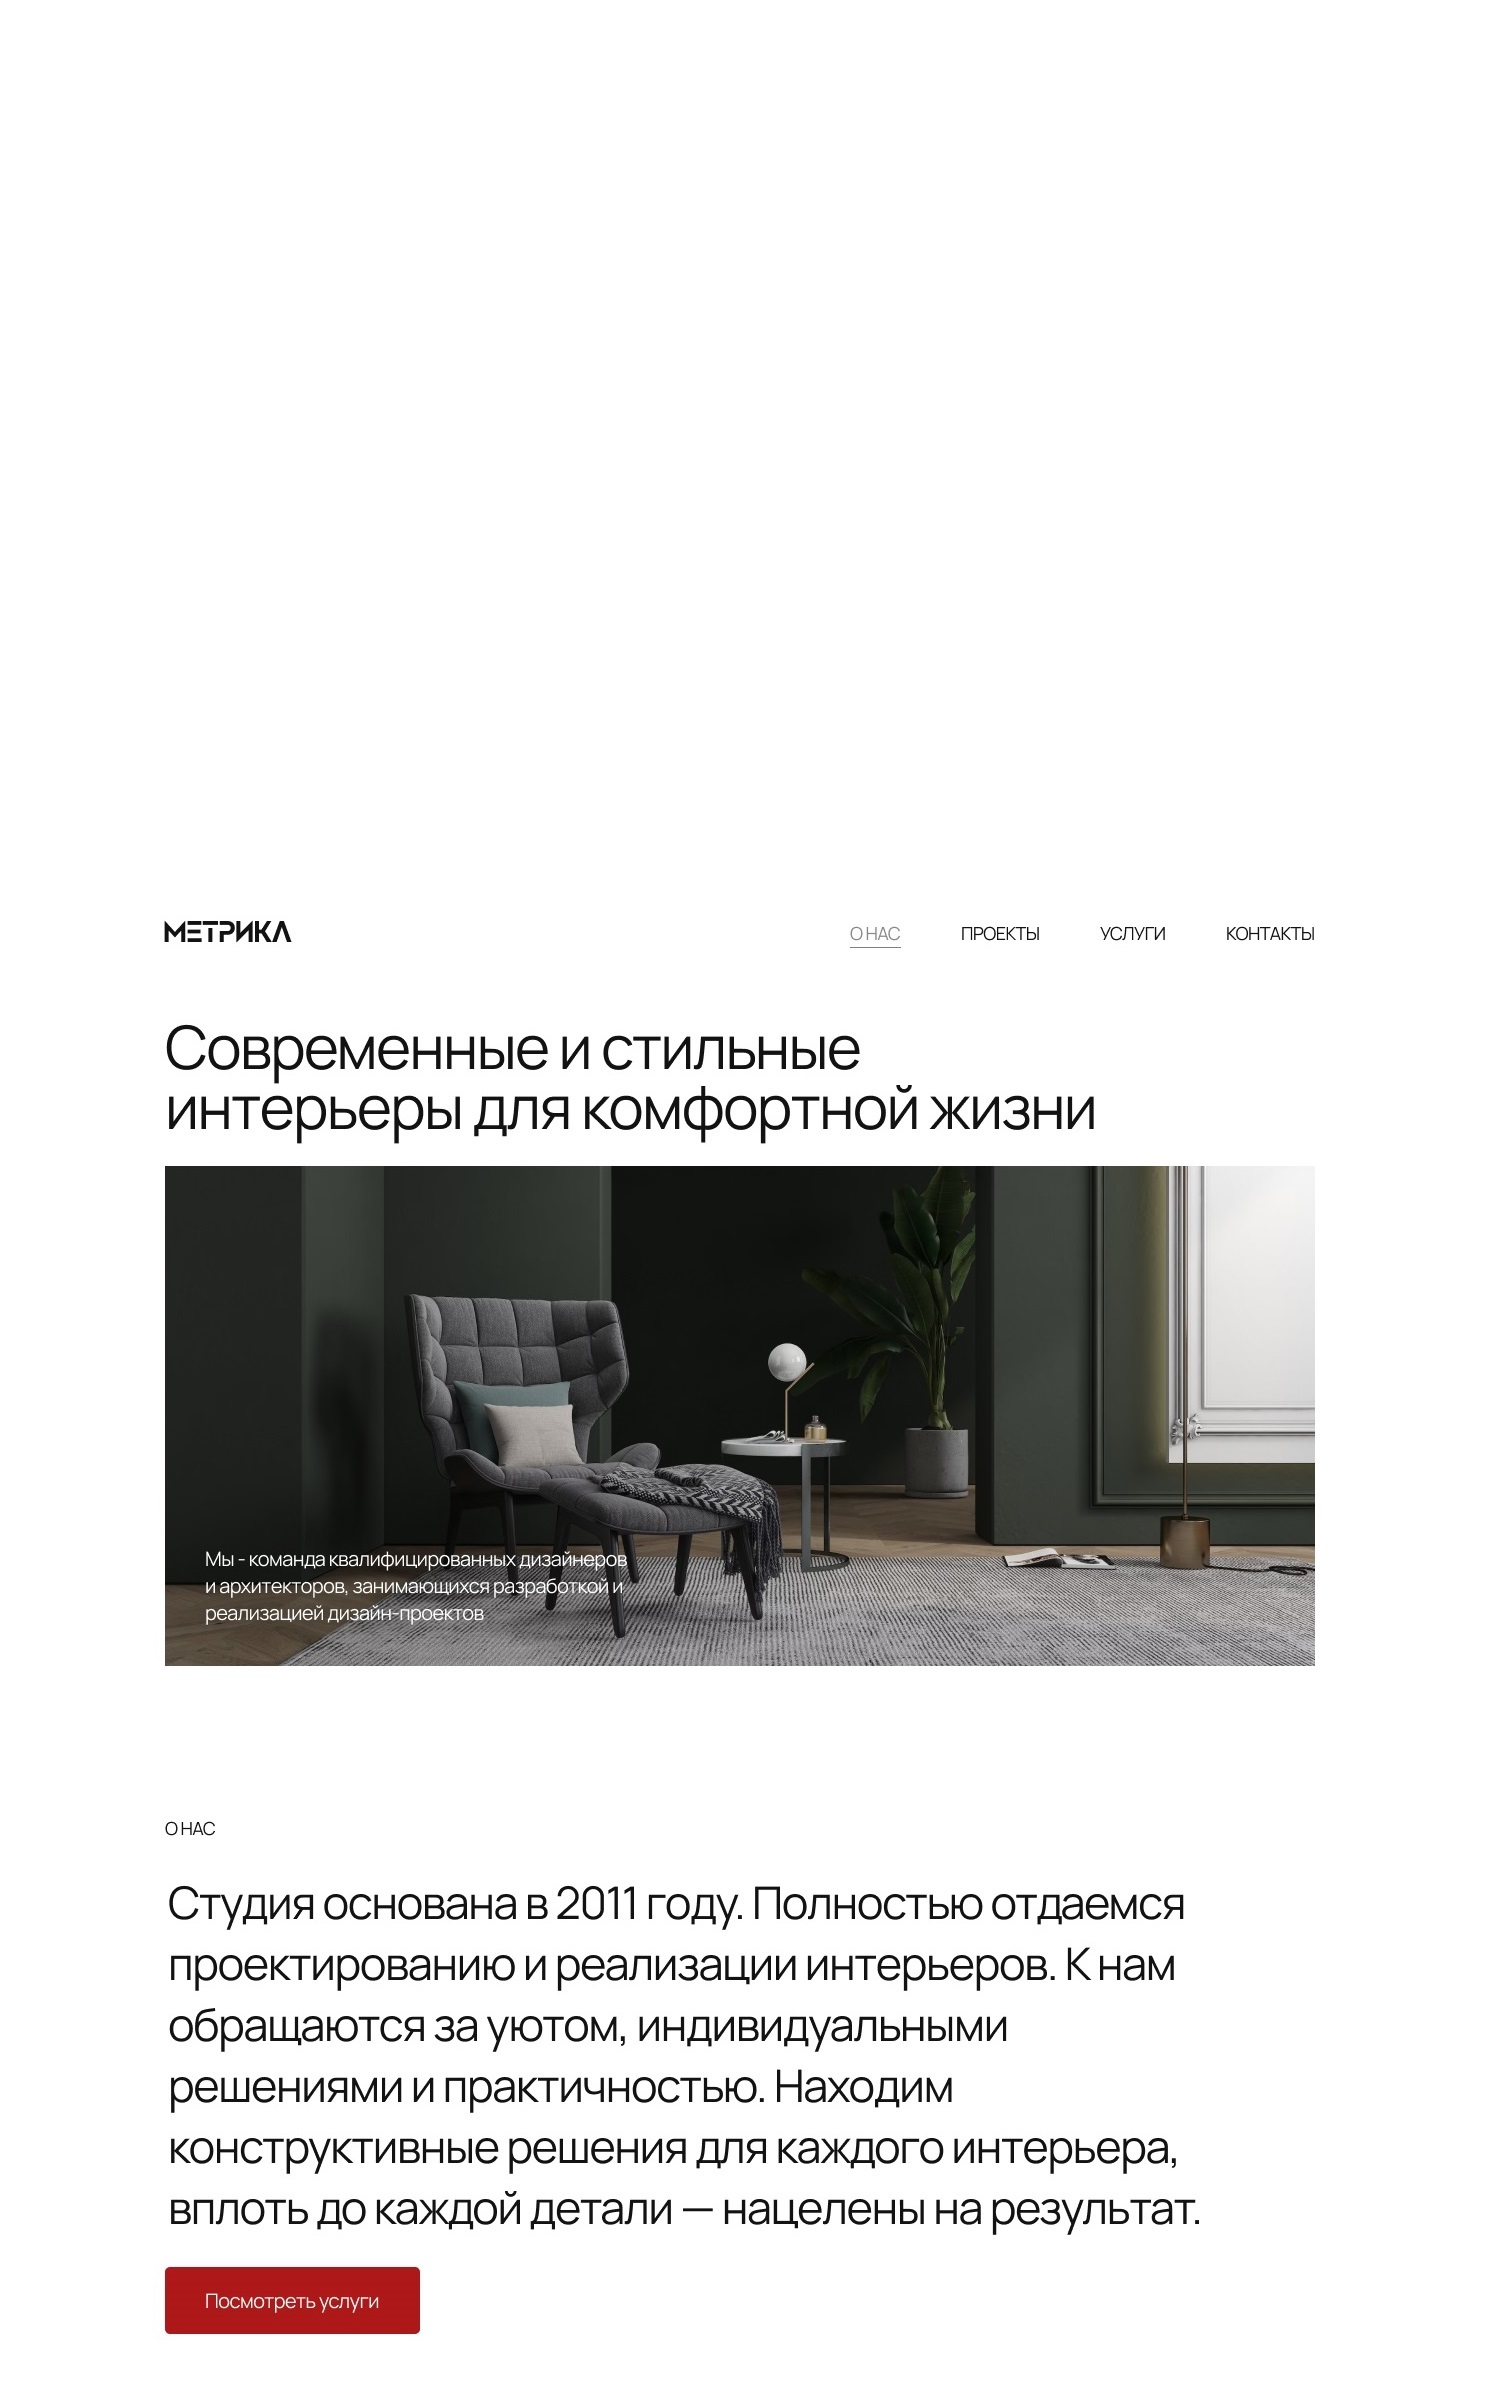 МЕТРИКА
О НАС
ПРОЕКТЫ
УСЛУГИ
КОНТАКТЫ
Современные и стильные
интерьеры для комфортной жизни
Мы - команда квалифицированных дизайнеров
и архитекторов, занимающихся разработкой и
реализацией дизайн-проектов
О НАС
Студия основана в 2011 году. Полностью отдаемся
проектированию и реализации интерьеров. К нам
обращаются за уютом, индивидуальными
решениями и практичностью. Находим
конструктивные решения для каждого интерьера,
вплоть до каждой детали — нацелены на результат.
Посмотреть услуги